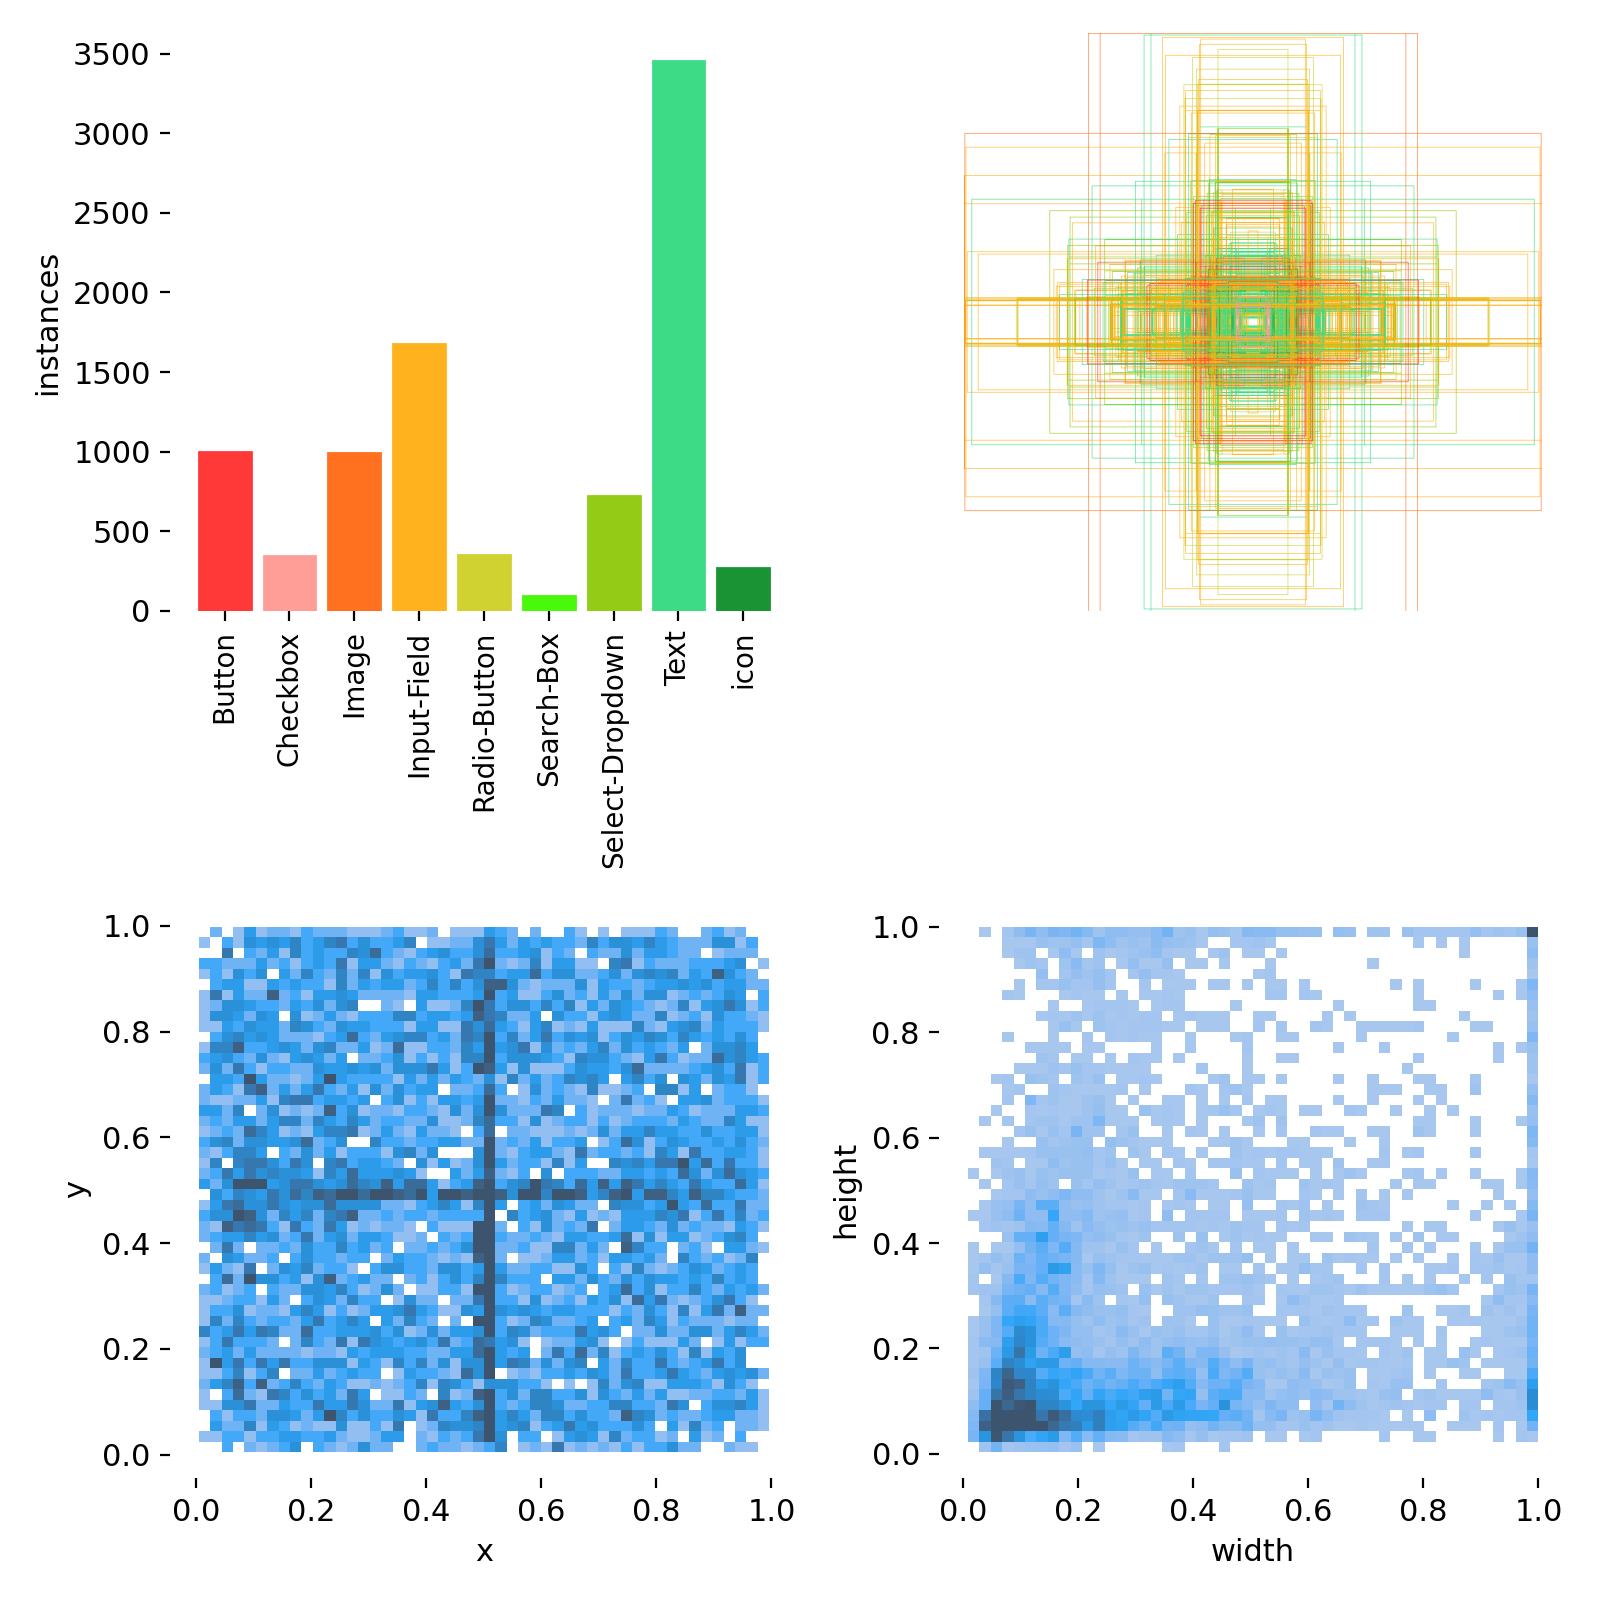 instances
3500
3000
2500
2000
1500
1000
500
0
Button
Checkbox
Image
Input-Field
Radio-Button
Search-Box
Select-Dropdown
Text
icon
y
1.0
0.8
0.6
0.4
0.2
0.0
0.0 0.2 0.4 0.6 0.8 1.0
x
height
1.0
0.8
0.6
0.4
0.2
0.0
0.0 0.2 0.4 0.6 0.8 1.0
width